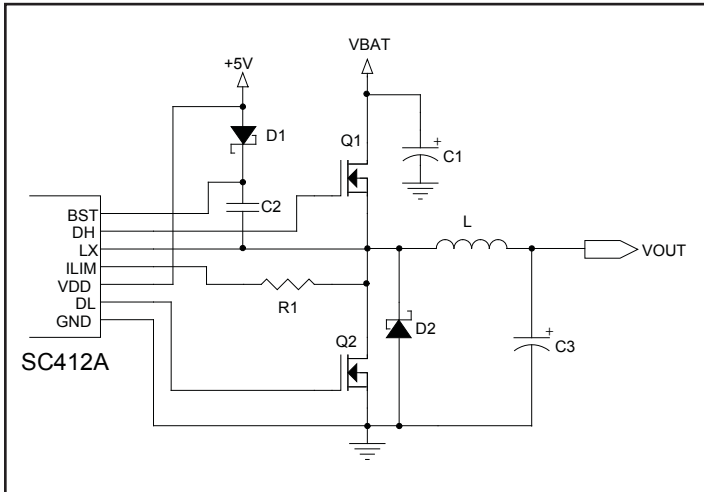 VBAT
+5V
D1
Q1
+
C1
BST
C2
DH
LX
L
VOUT
ILIM
VDD
R1
DL
D2
+
GND
Q2
C3
SC412A